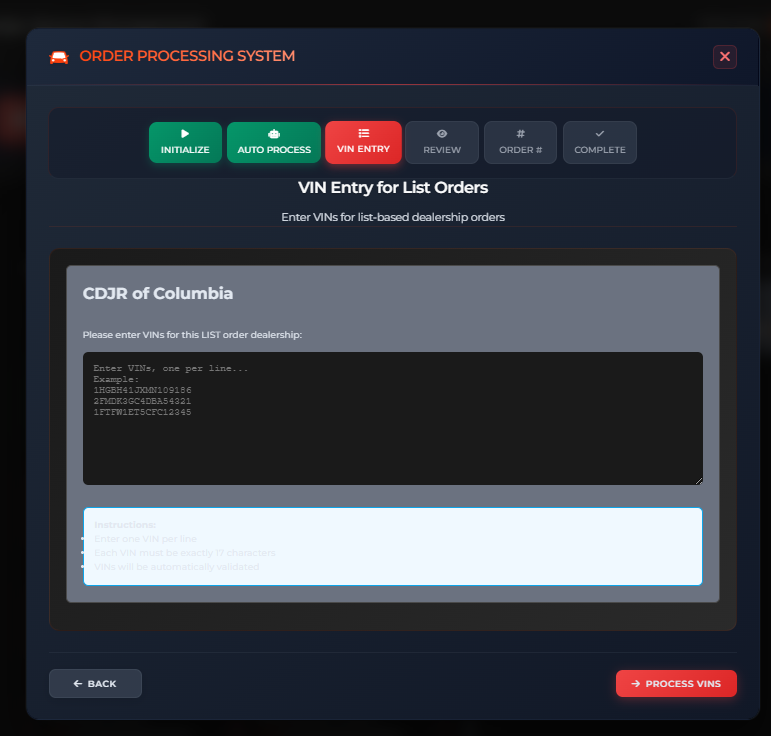 ORDER PROCESSING SYSTEM
INITIALIZE
AUTO PROCESS
VIN ENTRY
REVIEW
ORDER #
COMPLETE
VIN Entry for List Orders
Enter VINs for list-based dealership orders
CDJR of Columbia
Please enter VINs for this LIST order dealership:
Enter VINs, one per line...
Example:
1HGBH41JXMN109186
2FMDK3GC4DBA54321
1FTFW1ET5CFC12345
Instructions:
Enter one VIN per line
Each VIN must be exactly 17 characters
VINs will be automatically validated
BACK
PROCESS VINS